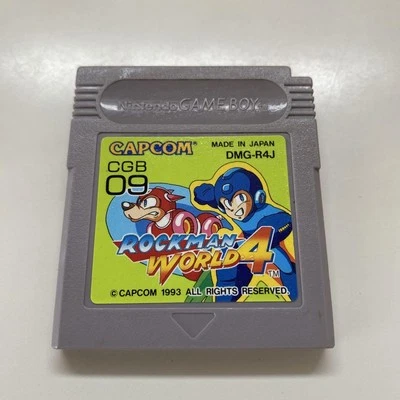 Nintendo GAME BOY
CAPCOM
MADE IN JAPAN
CGB
DMG-R4J
09
ROCKMAN
WORLD 4
TM
© CAPCOM 1993 ALL RIGHTS RESERVED.